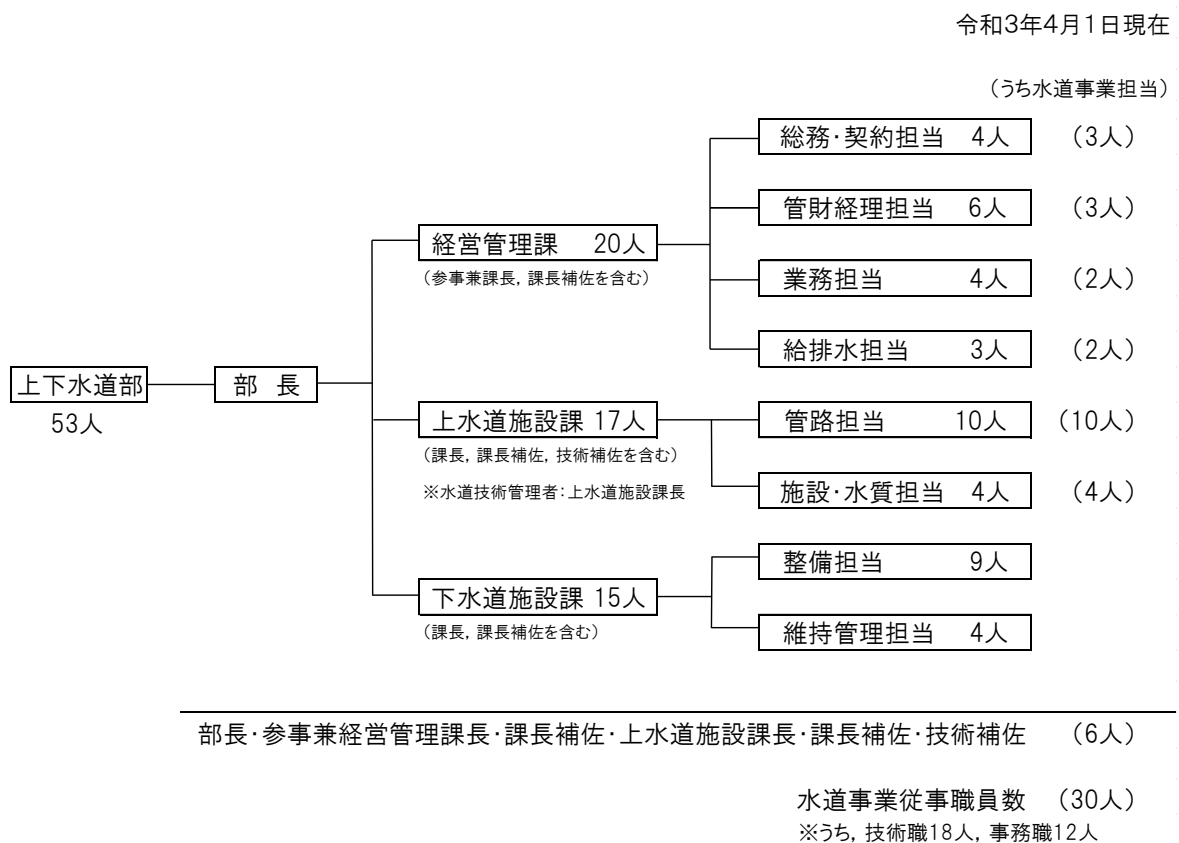 令和3年4月1日現在
（うち水道事業担当）
総務・契約担当　4人　（3人）
管財経理担当　6人　（3人）
経営管理課　20人
（参事兼課長，課長補佐を含む）
業務担当　4人　（2人）
給排水担当　3人　（2人）
上下水道部
53人
部　長
上水道施設課 17人
（課長，課長補佐，技術補佐を含む）
※水道技術管理者：上水道施設課長
管路担当　10人　（10人）
施設・水質担当　4人　（4人）
整備担当　9人
下水道施設課 15人
（課長，課長補佐を含む）
維持管理担当　4人
部長・参事兼経営管理課長・課長補佐・上水道施設課長・課長補佐・技術補佐　（6人）
水道事業従事職員数　（30人）
※うち，技術職18人，事務職12人